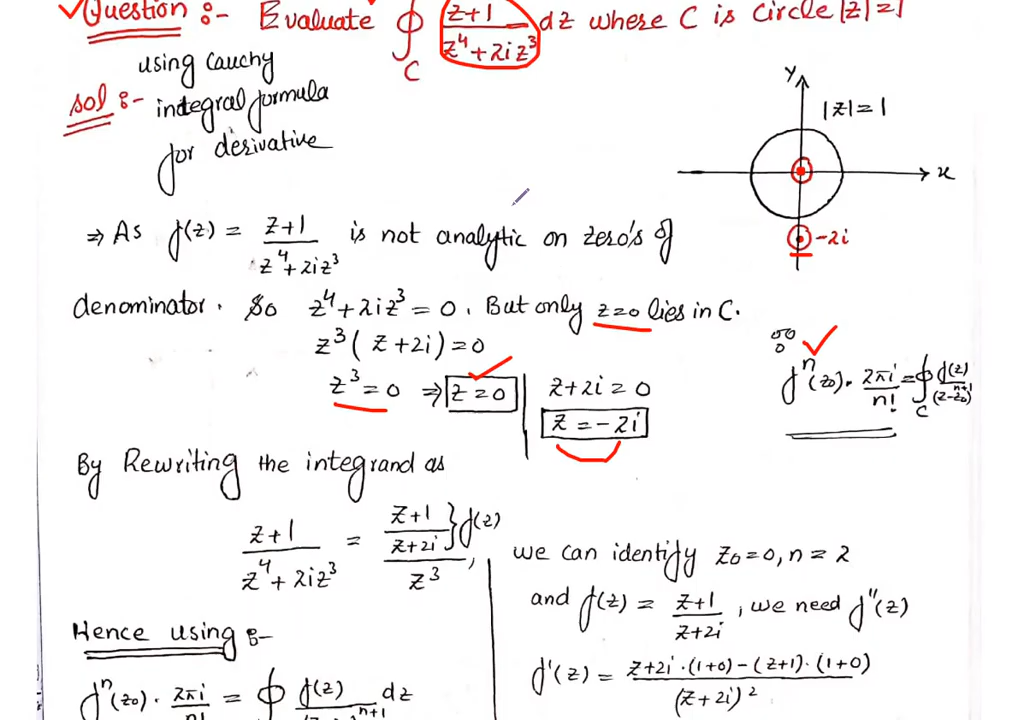 Question :- Evaluate ∮_C (z+1)/(z⁴+2iz³) dz where C is circle |z|=1
using cauchy
sol :- integral formula
for derivative
y
|z|=1
x
-2i
⇒ As f(z) = (z+1)/(z⁴+2iz³) is not analytic on zero's of
denominator. So z⁴+2iz³=0. But only z=0 lies in C.
z³(z+2i)=0
z³=0 ⇒ z=0 | z+2i=0
z=-2i
fⁿ(z₀)·2πi/n! = ∮_C f(z)/(z-z₀)ⁿ⁺¹
By Rewriting the integrand as
(z+1)/(z⁴+2iz³) = ((z+1)/(z+2i))/z³ } f(z),
we can identify z₀=0, n=2
and f(z) = (z+1)/(z+2i), we need f''(z)
f'(z) = (z+2i·(1+0)-(z+1)·(1+0))/(z+2i)²
Hence using :-
fⁿ(z₀)·2πi/n! = ∮ f(z)/ ⁿ⁺¹ dz